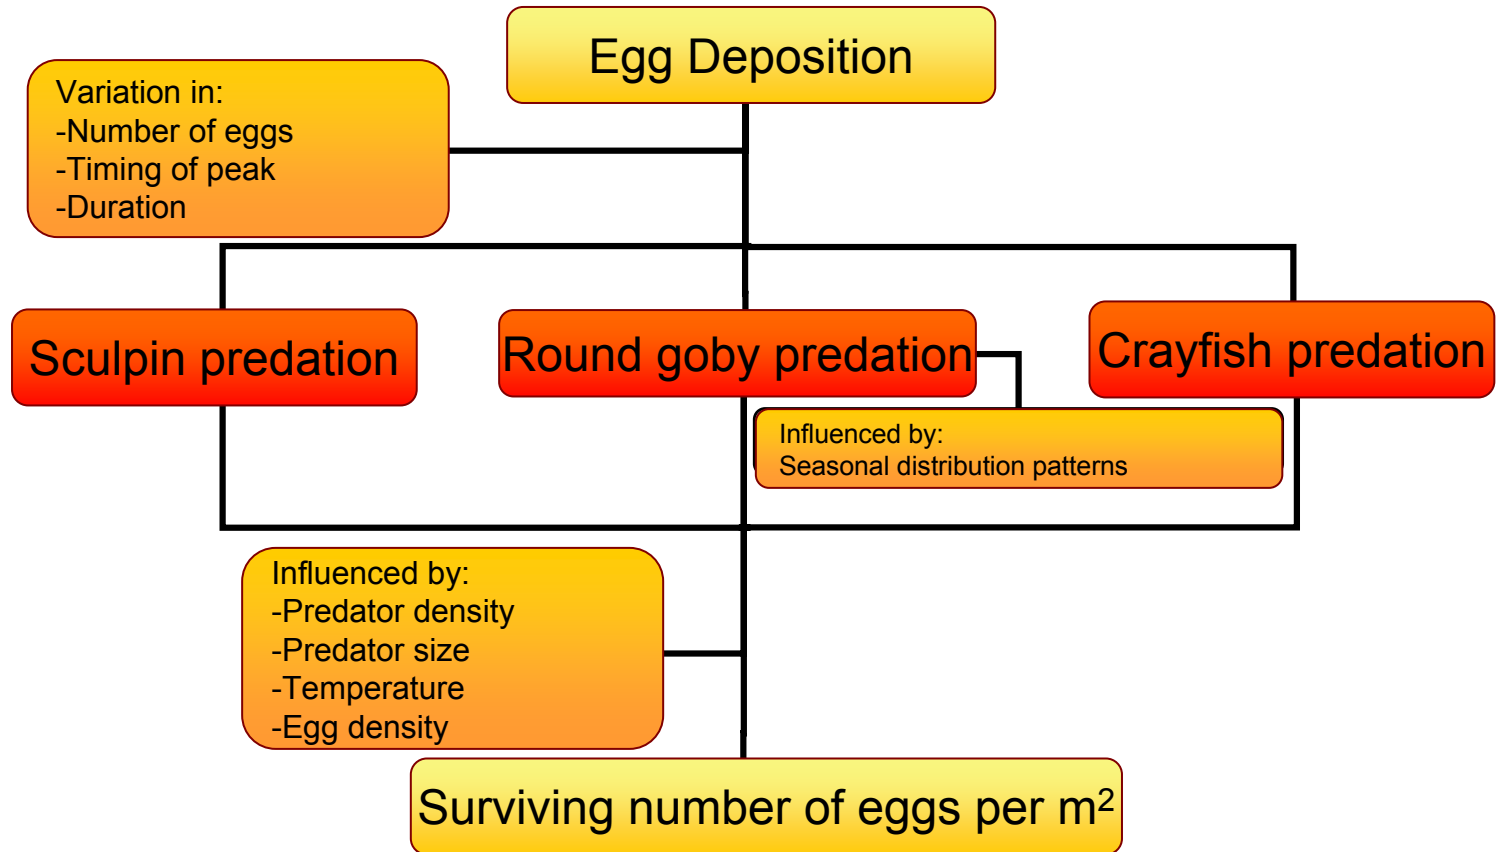 Egg Deposition
Variation in:
-Number of eggs
-Timing of peak
-Duration
Sculpin predation
Round goby predation
Crayfish predation
Influenced by:
Seasonal distribution patterns
Influenced by:
-Predator density
-Predator size
-Temperature
-Egg density
Surviving number of eggs per m²